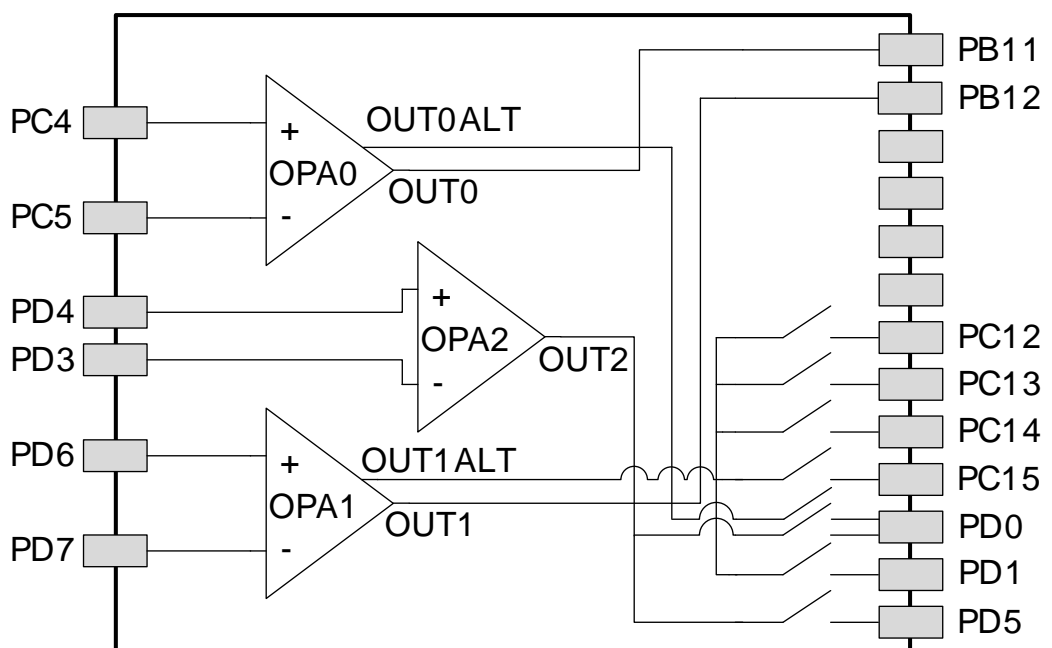 PB11
PC4
+
OUT0ALT
PB12
OPA0
OUT0
PC5
-
PD4
+
OPA2
OUT2
PC12
PD3
-
PC13
PC14
PD6
+
OUT1ALT
PC15
OPA1
OUT1
PD0
PD7
-
PD1
PD5